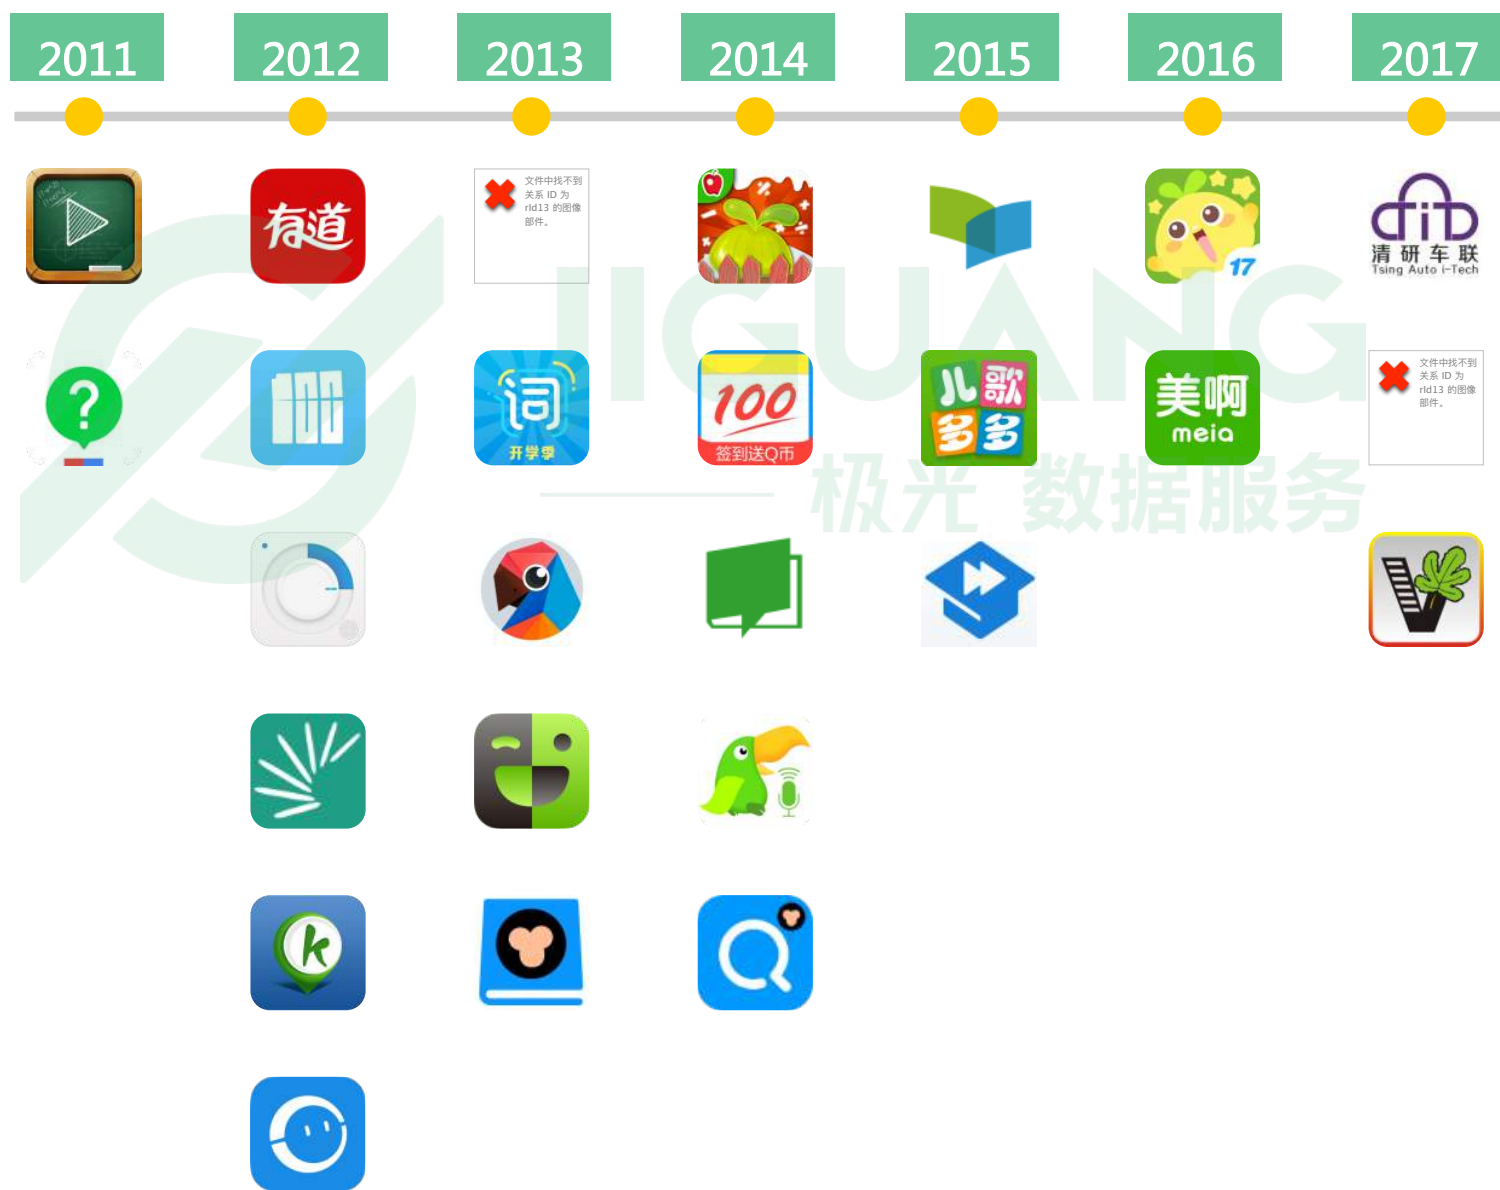 2011 2012 2013 2014 2015 2016 2017
有道
文件中找不到
关系 ID 为
rId13 的图像
部件。
17
清研车联
Tsing Auto i-Tech
JIGUANG
?
100
词
开学季
100
签到送Q币
儿歌
多多
美啊
meia
文件中找不到
关系 ID 为
rId13 的图像
部件。
极光 数据服务
V
k